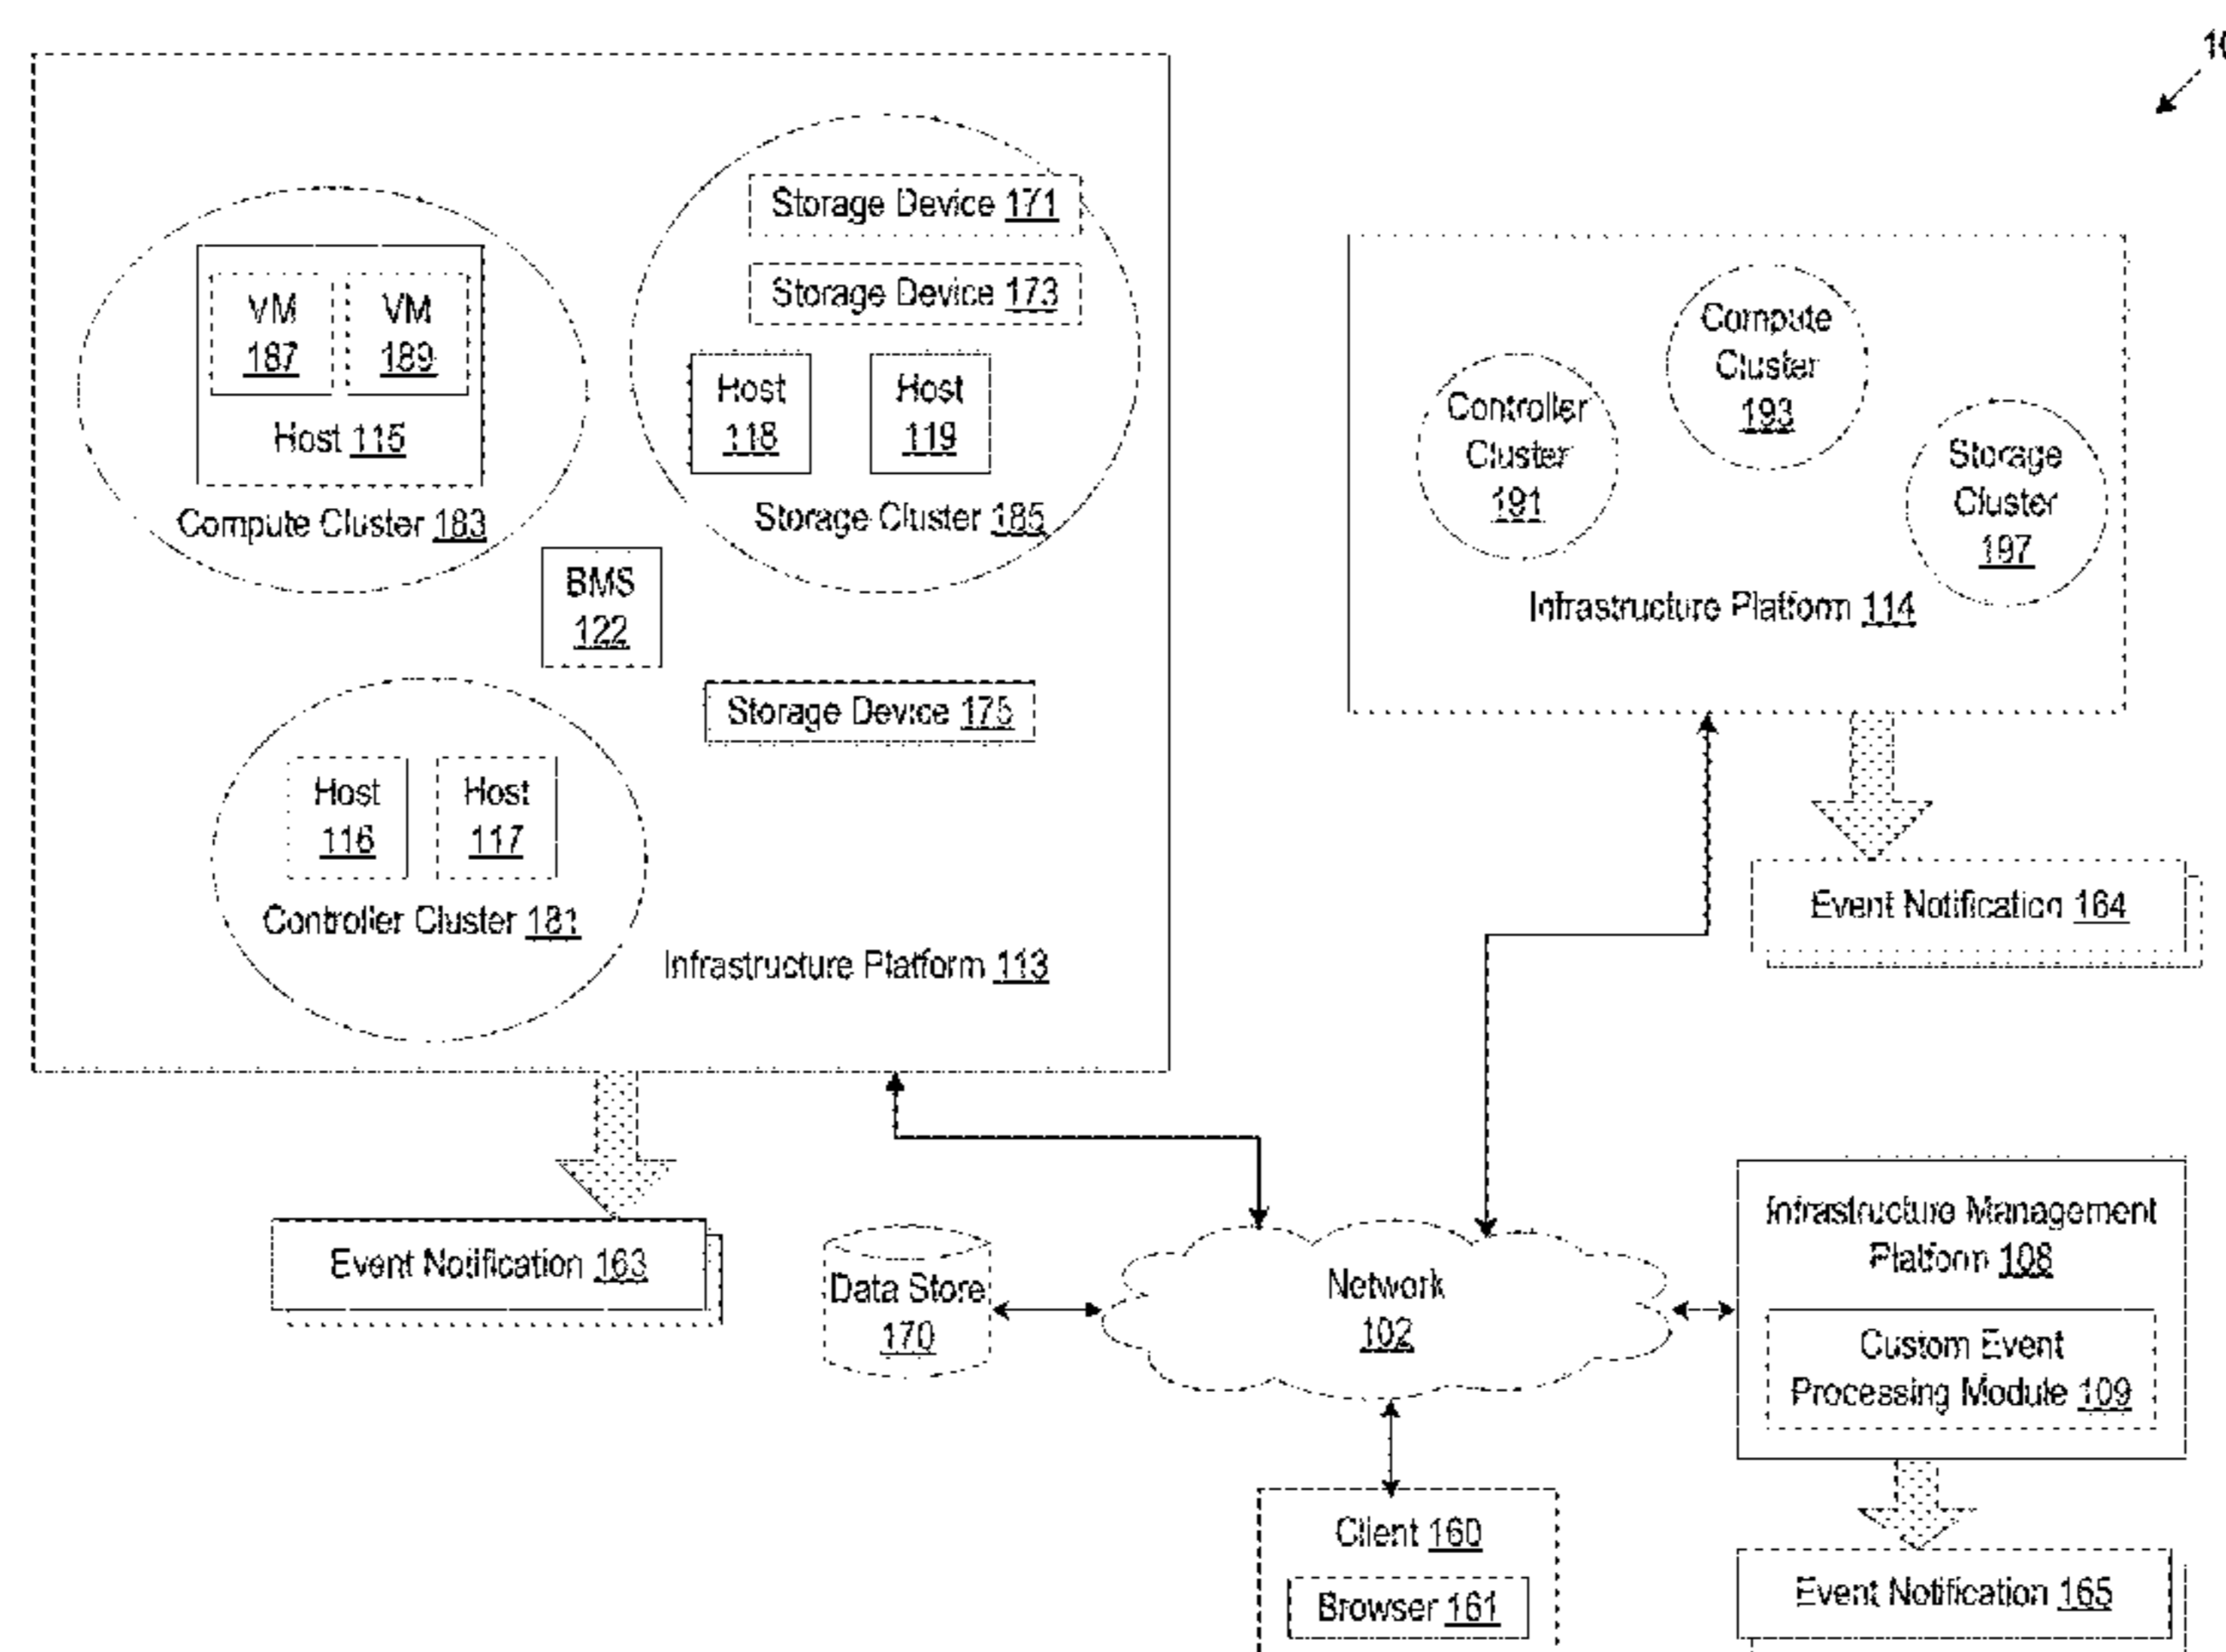 Storage Device 171
Storage Device 173
VM
187
VM
189
Host 115
Compute Cluster 183
Host
118
Host
119
Storage Cluster 185
BMS
122
Storage Device 175
Host
116
Host
117
Controller Cluster 181
Infrastructure Platform 113
Controller
Cluster
191
Compute
Cluster
193
Storage
Cluster
197
Infrastructure Platform 114
Event Notification 164
Event Notification 163
Data Store
170
Network
102
Infrastructure Management
Platform 108
Custom Event
Processing Module 109
Client 160
Browser 161
Event Notification 165